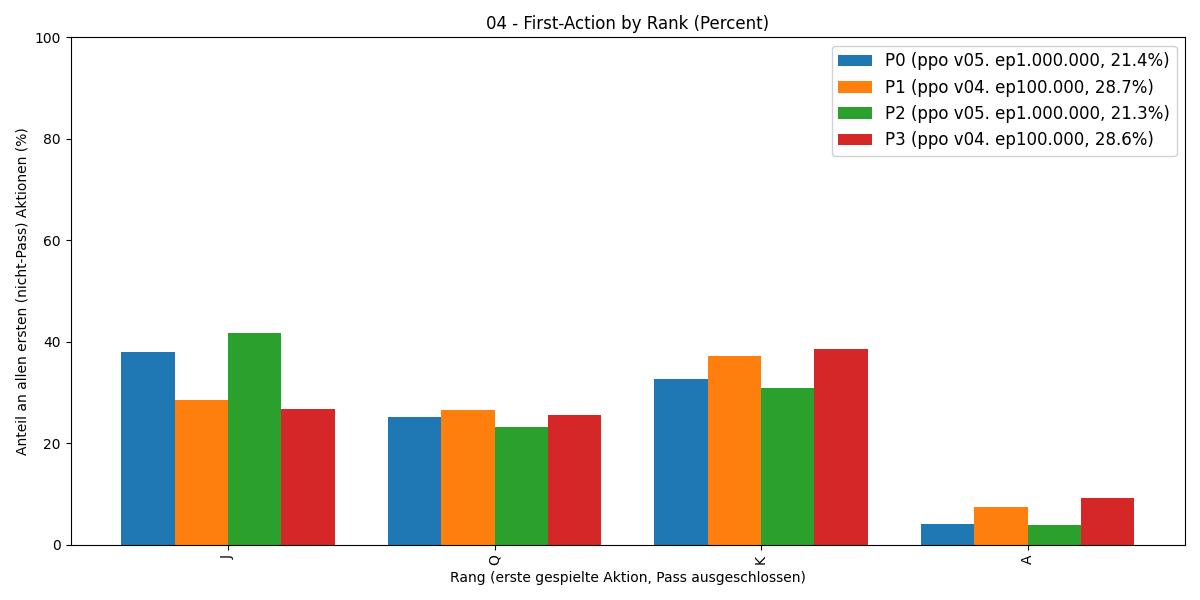 04 - First-Action by Rank (Percent)
Anteil an allen ersten (nicht-Pass) Aktionen (%)
100
80
60
40
20
0
P0 (ppo v05. ep1.000.000, 21.4%)
P1 (ppo v04. ep100.000, 28.7%)
P2 (ppo v05. ep1.000.000, 21.3%)
P3 (ppo v04. ep100.000, 28.6%)
J
Q
K
A
Rang (erste gespielte Aktion, Pass ausgeschlossen)